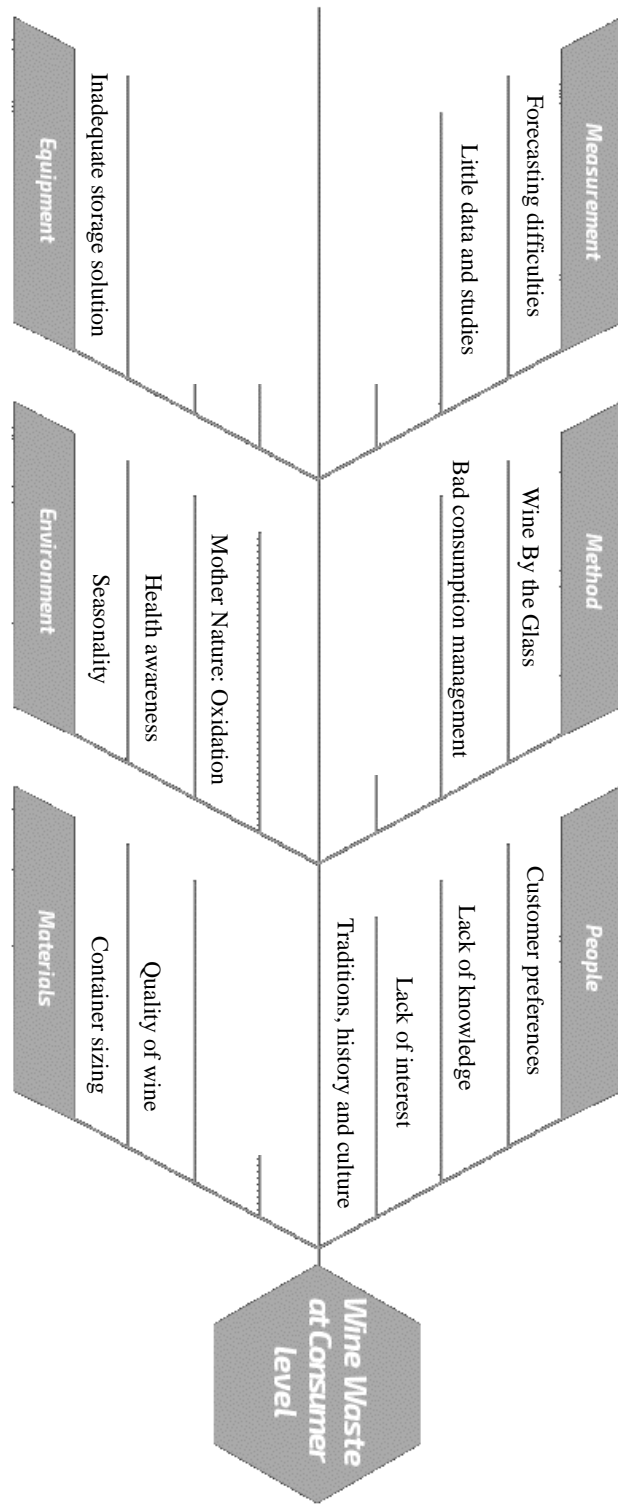 Measurement
Forecasting difficulties
Little data and studies
Method
Wine By the Glass
Bad consumption management
People
Customer preferences
Lack of knowledge
Lack of interest
Traditions, history and culture
Equipment
Inadequate storage solution
Environment
Seasonality
Health awareness
Mother Nature: Oxidation
Materials
Container sizing
Quality of wine
Wine Waste
at Consumer
level